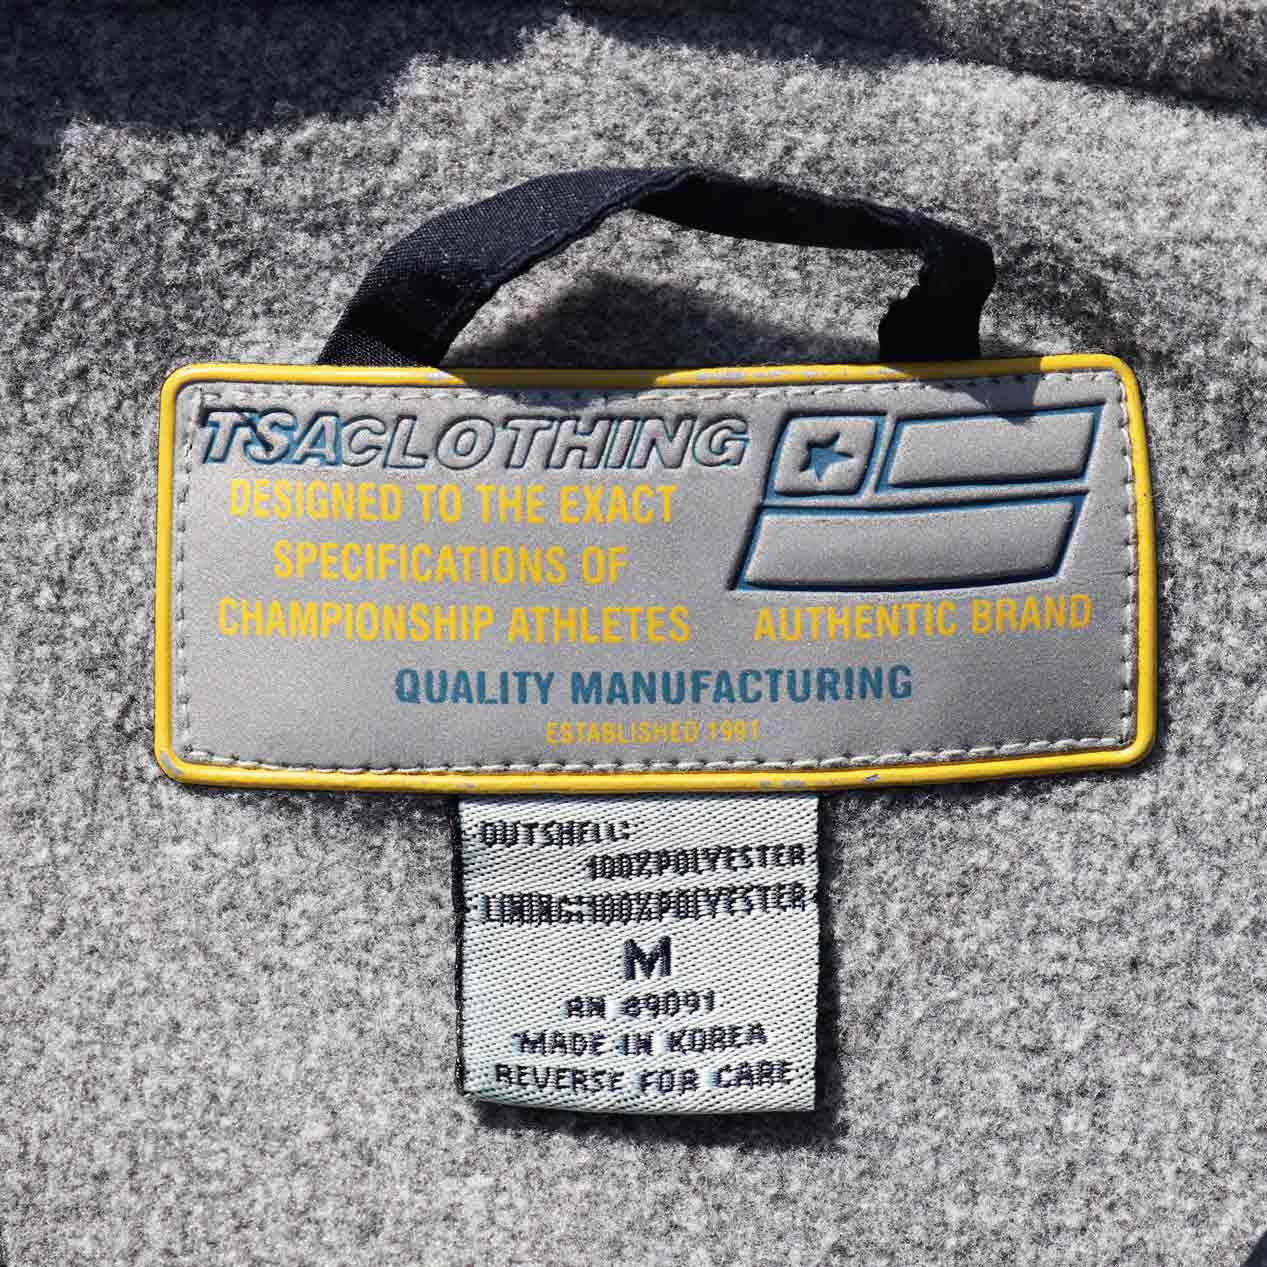 TSACLOTHING
DESIGNED TO THE EXACT
SPECIFICATIONS OF
CHAMPIONSHIP ATHLETES
AUTHENTIC BRAND
QUALITY MANUFACTURING
ESTABLISHED 1991
OUTSHELL:
100%POLYESTER
LINING:100%POLYESTER
M
RN 89091
MADE IN KOREA
REVERSE FOR CARE